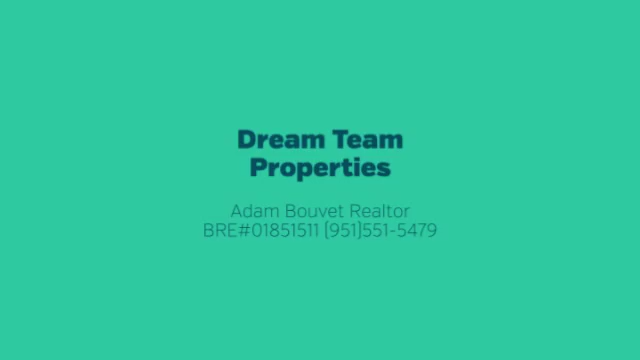 Dream Team
Properties
Adam Bouvet Realtor
BRE#01851511 (951)551-5479